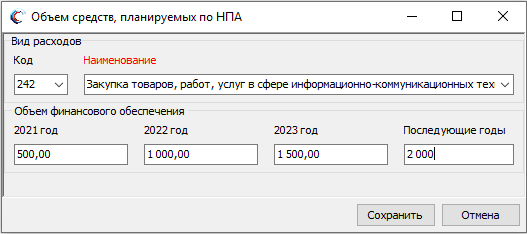 Объем средств, планируемых по НПА
Вид расходов
Код Наименование
242 Закупка товаров, работ, услуг в сфере информационно-коммуникационных тех
Объем финансового обеспечения
2021 год 2022 год 2023 год Последующие годы
500,00 1 000,00 1 500,00 2 000
Сохранить Отмена